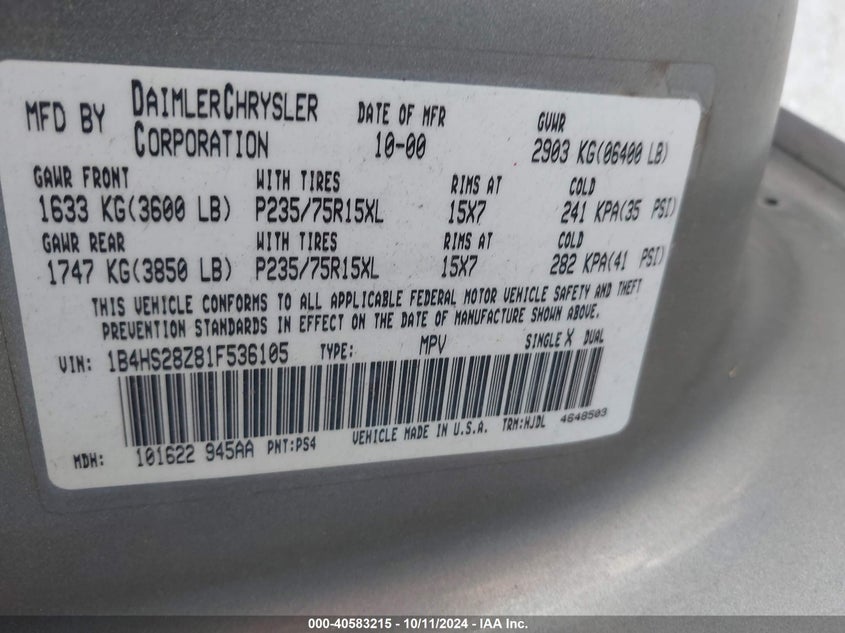 MFD BY DAIMLERCHRYSLER CORPORATION DATE OF MFR 10-00 GVWR 2903 KG(06400 LB)
GAWR FRONT WITH TIRES RIMS AT COLD
1633 KG(3600 LB) P235/75R15XL 15X7 241 KPA(35 PSI)
GAWR REAR WITH TIRES RIMS AT COLD
1747 KG(3850 LB) P235/75R15XL 15X7 282 KPA(41 PSI)
THIS VEHICLE CONFORMS TO ALL APPLICABLE FEDERAL MOTOR VEHICLE SAFETY AND THEFT
PREVENTION STANDARDS IN EFFECT ON THE DATE OF MANUFACTURE SHOWN ABOVE.
VIN: 1B4HS28Z81F536105 TYPE: MPV SINGLE X DUAL
MDH: 101622 945AA PNT:PS4 VEHICLE MADE IN U.S.A. TRM:HJDL 4648503
000-40583215 - 10/11/2024 - IAA Inc.